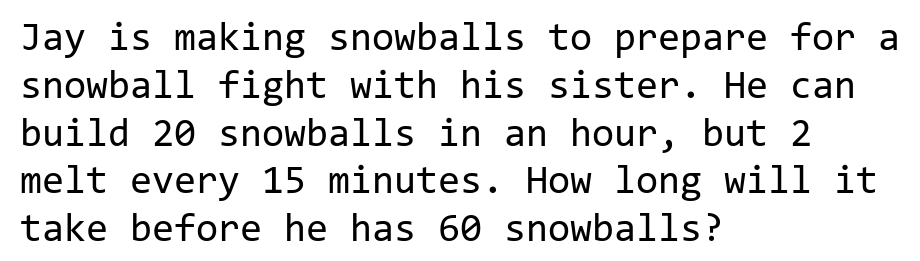 Jay is making snowballs to prepare for a
snowball fight with his sister. He can
build 20 snowballs in an hour, but 2
melt every 15 minutes. How long will it
take before he has 60 snowballs?